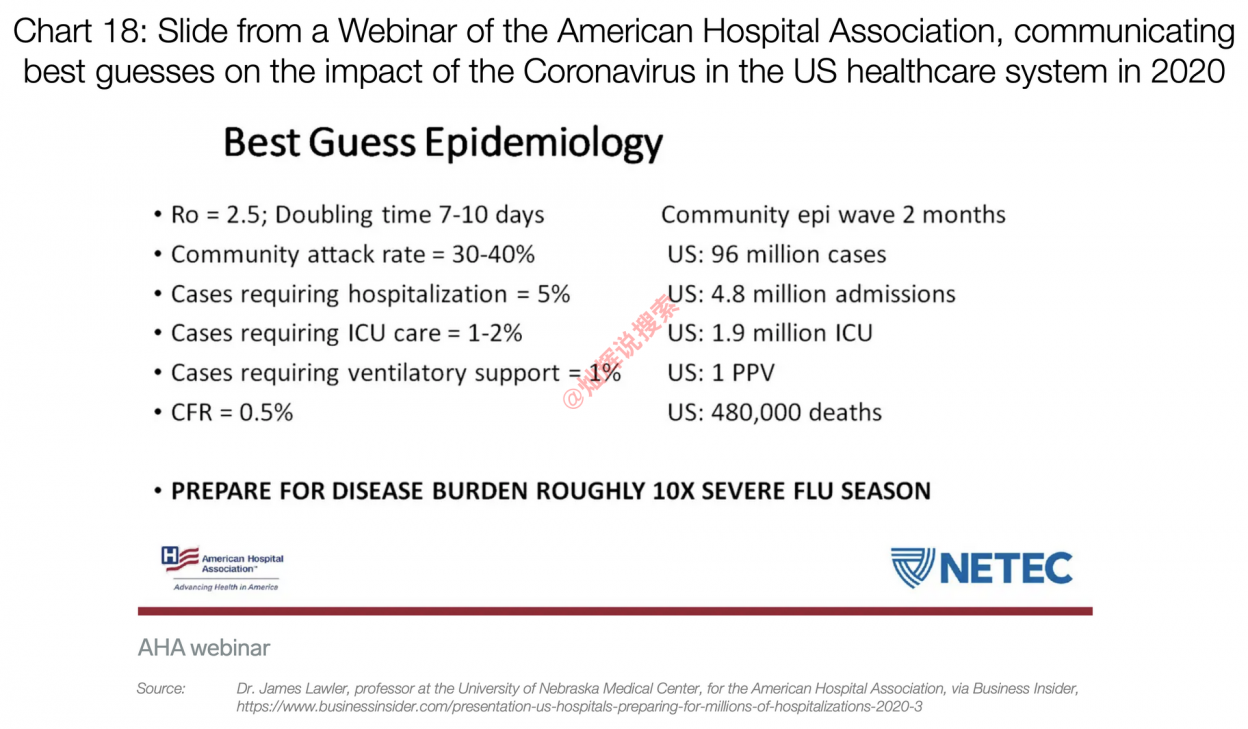 Chart 18: Slide from a Webinar of the American Hospital Association, communicating
best guesses on the impact of the Coronavirus in the US healthcare system in 2020
Best Guess Epidemiology
• Ro = 2.5; Doubling time 7-10 days Community epi wave 2 months
• Community attack rate = 30-40% US: 96 million cases
• Cases requiring hospitalization = 5% US: 4.8 million admissions
• Cases requiring ICU care = 1-2% US: 1.9 million ICU
• Cases requiring ventilatory support = 1% US: 1 PPV
• CFR = 0.5% US: 480,000 deaths
@灿辉说搜索
• PREPARE FOR DISEASE BURDEN ROUGHLY 10X SEVERE FLU SEASON
H American Hospital
Association™
Advancing Health in America
NETEC
AHA webinar
Source: Dr. James Lawler, professor at the University of Nebraska Medical Center, for the American Hospital Association, via Business Insider,
https://www.businessinsider.com/presentation-us-hospitals-preparing-for-millions-of-hospitalizations-2020-3